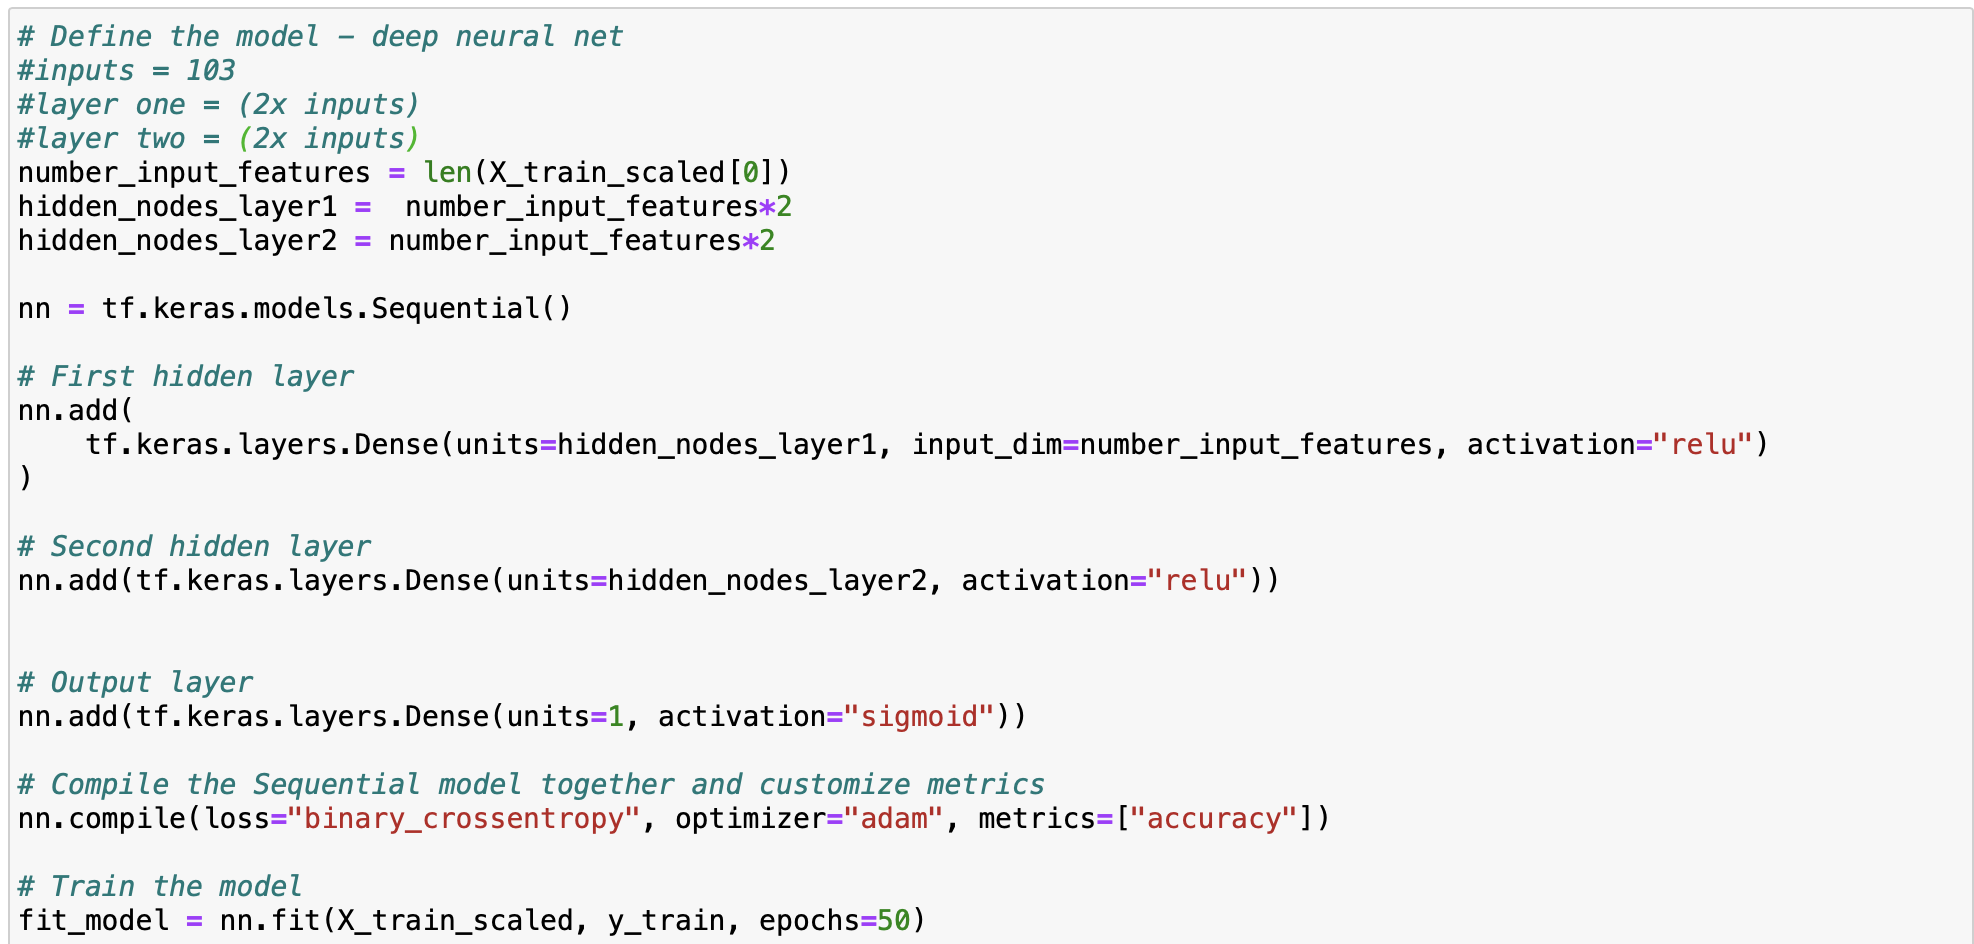 # Define the model – deep neural net
#inputs = 103
#layer one = (2x inputs)
#layer two = (2x inputs)
number_input_features = len(X_train_scaled[0])
hidden_nodes_layer1 =  number_input_features*2
hidden_nodes_layer2 = number_input_features*2

nn = tf.keras.models.Sequential()

# First hidden layer
nn.add(
    tf.keras.layers.Dense(units=hidden_nodes_layer1, input_dim=number_input_features, activation="relu")
)

# Second hidden layer
nn.add(tf.keras.layers.Dense(units=hidden_nodes_layer2, activation="relu"))


# Output layer
nn.add(tf.keras.layers.Dense(units=1, activation="sigmoid"))

# Compile the Sequential model together and customize metrics
nn.compile(loss="binary_crossentropy", optimizer="adam", metrics=["accuracy"])

# Train the model
fit_model = nn.fit(X_train_scaled, y_train, epochs=50)